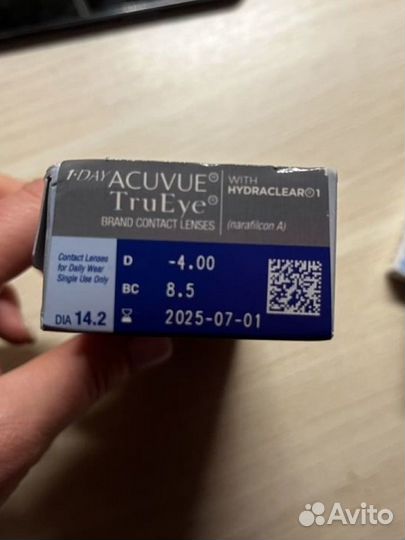 1·DAY ACUVUE®
TruEye®
BRAND CONTACT LENSES
WITH
HYDRACLEAR®1
(narafilcon A)
Contact Lenses
for Daily Wear
Single Use Only
DIA 14.2
D -4.00
BC 8.5
2025-07-01
Avito